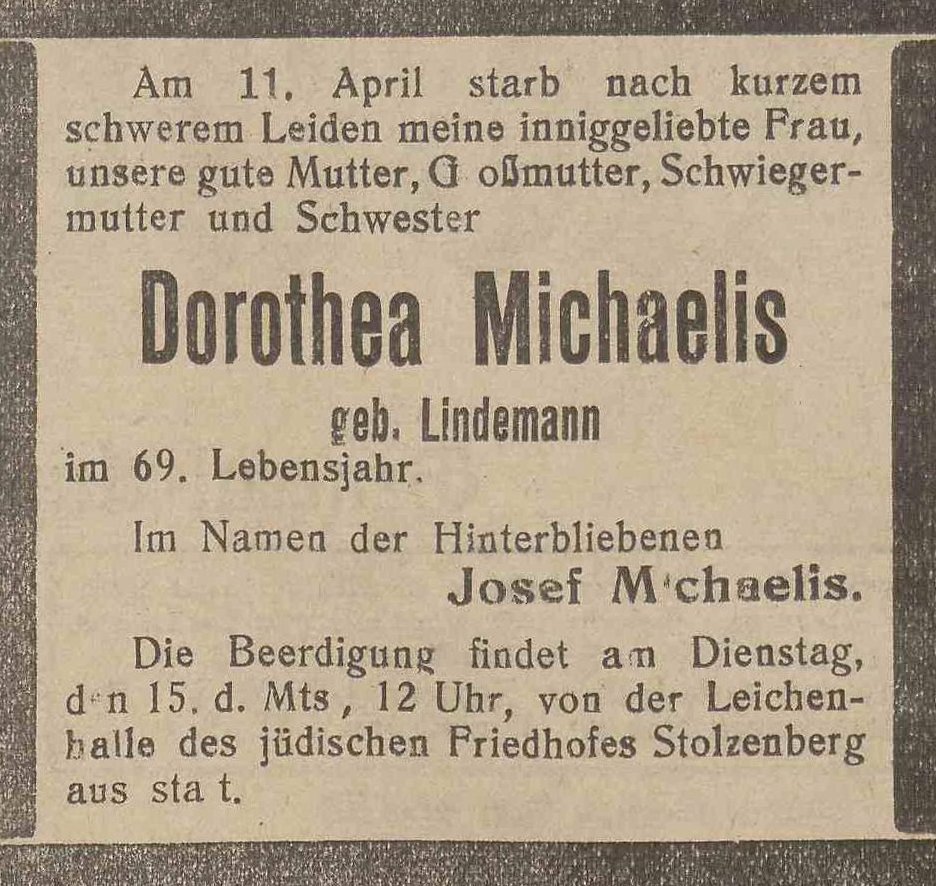 Am 11. April starb nach kurzem
schwerem Leiden meine inniggeliebte Frau,
unsere gute Mutter, G oßmutter, Schwieger-
mutter und Schwester
Dorothea Michaelis
geb. Lindemann
im 69. Lebensjahr.
Im Namen der Hinterbliebenen
Josef M'chaelis.
Die Beerdigung findet am Dienstag,
d n 15. d. Mts, 12 Uhr, von der Leichen-
halle des jüdischen Friedhofes Stolzenberg
aus sta t.